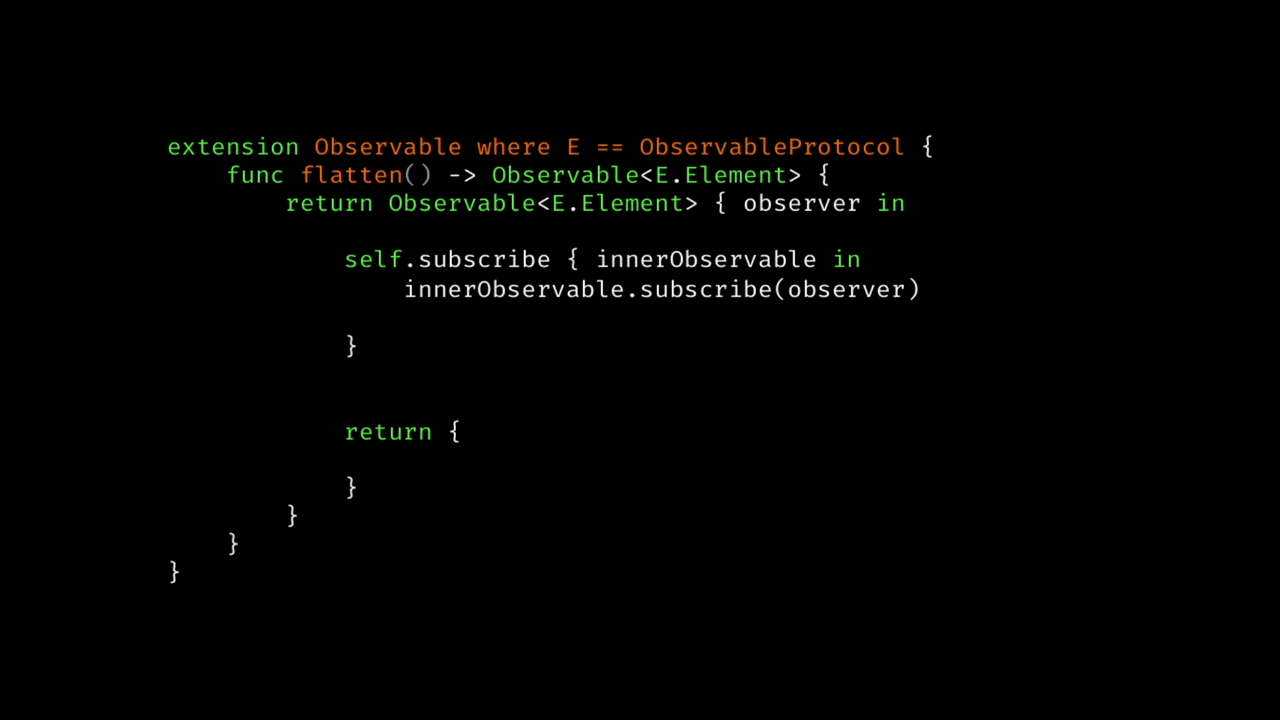 extension Observable where E == ObservableProtocol {
func flatten() -> Observable<E.Element> {
return Observable<E.Element> { observer in
self.subscribe { innerObservable in
innerObservable.subscribe(observer)
}
return {
}
}
}
}